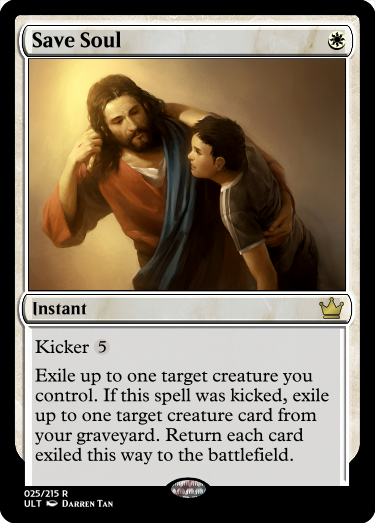 Save Soul
Instant
Kicker 5
Exile up to one target creature you
control. If this spell was kicked, exile
up to one target creature card from
your graveyard. Return each card
exiled this way to the battlefield.
025/215 R
ULT Darren Tan